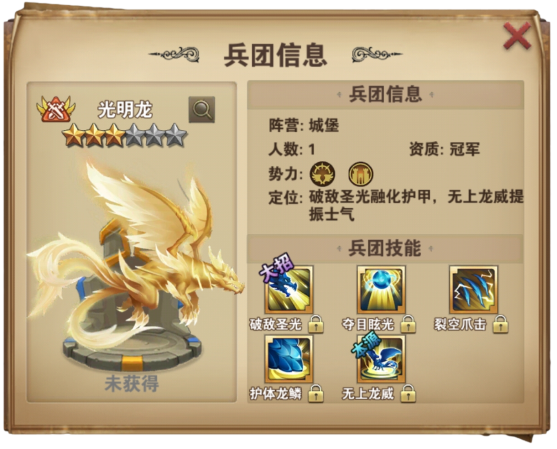 兵团信息
光明龙
未获得
兵团信息
阵营: 城堡
人数: 1 资质: 冠军
势力:
定位: 破敌圣光融化护甲，无上龙威提
振士气
兵团技能
大招
破敌圣光 夺目眩光 裂空爪击
本源
护体龙鳞 无上龙威